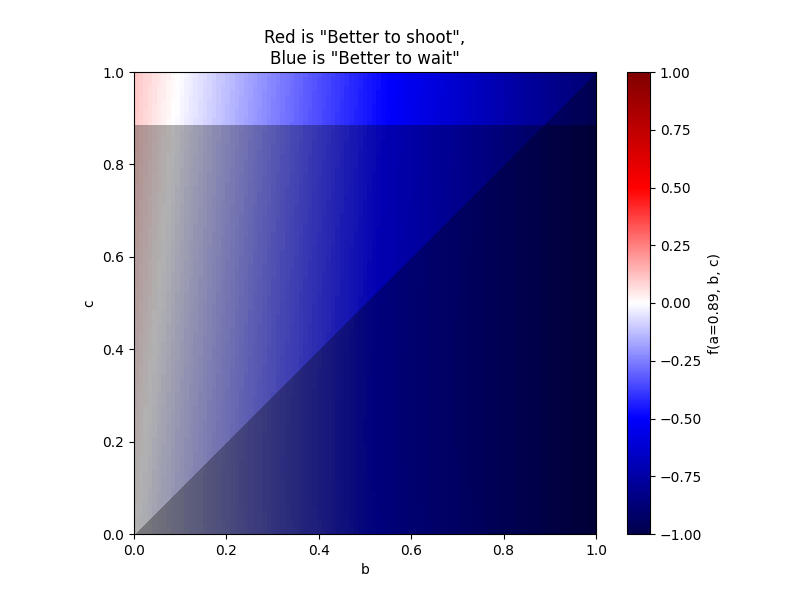 Red is "Better to shoot",
Blue is "Better to wait"
1.0
0.8
0.6
0.4
0.2
0.0
c
0.0 0.2 0.4 0.6 0.8 1.0
b
1.00
0.75
0.50
0.25
0.00
−0.25
−0.50
−0.75
−1.00
f(a=0.89, b, c)